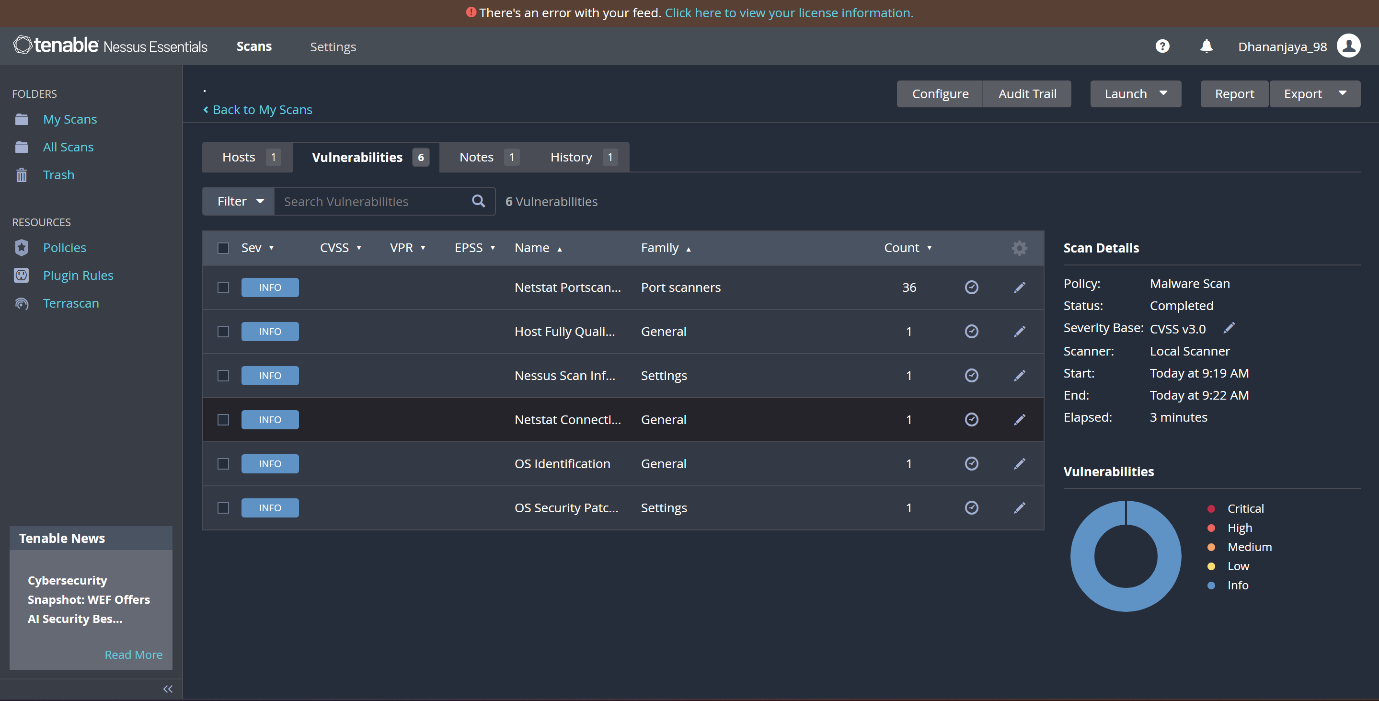 There's an error with your feed. Click here to view your license information.
tenable Nessus Essentials Scans Settings Dhananjaya_98
FOLDERS
My Scans
All Scans
Trash
RESOURCES
Policies
Plugin Rules
Terrascan
Tenable News
Cybersecurity
Snapshot: WEF Offers
AI Security Bes...
Read More
.
Back to My Scans
Configure Audit Trail Launch Report Export
Hosts 1 Vulnerabilities 6 Notes 1 History 1
Filter Search Vulnerabilities 6 Vulnerabilities
Sev CVSS VPR EPSS Name Family Count
INFO Netstat Portscan... Port scanners 36
INFO Host Fully Quali... General 1
INFO Nessus Scan Inf... Settings 1
INFO Netstat Connecti... General 1
INFO OS Identification General 1
INFO OS Security Patc... Settings 1
Scan Details
Policy: Malware Scan
Status: Completed
Severity Base: CVSS v3.0
Scanner: Local Scanner
Start: Today at 9:19 AM
End: Today at 9:22 AM
Elapsed: 3 minutes
Vulnerabilities
Critical
High
Medium
Low
Info